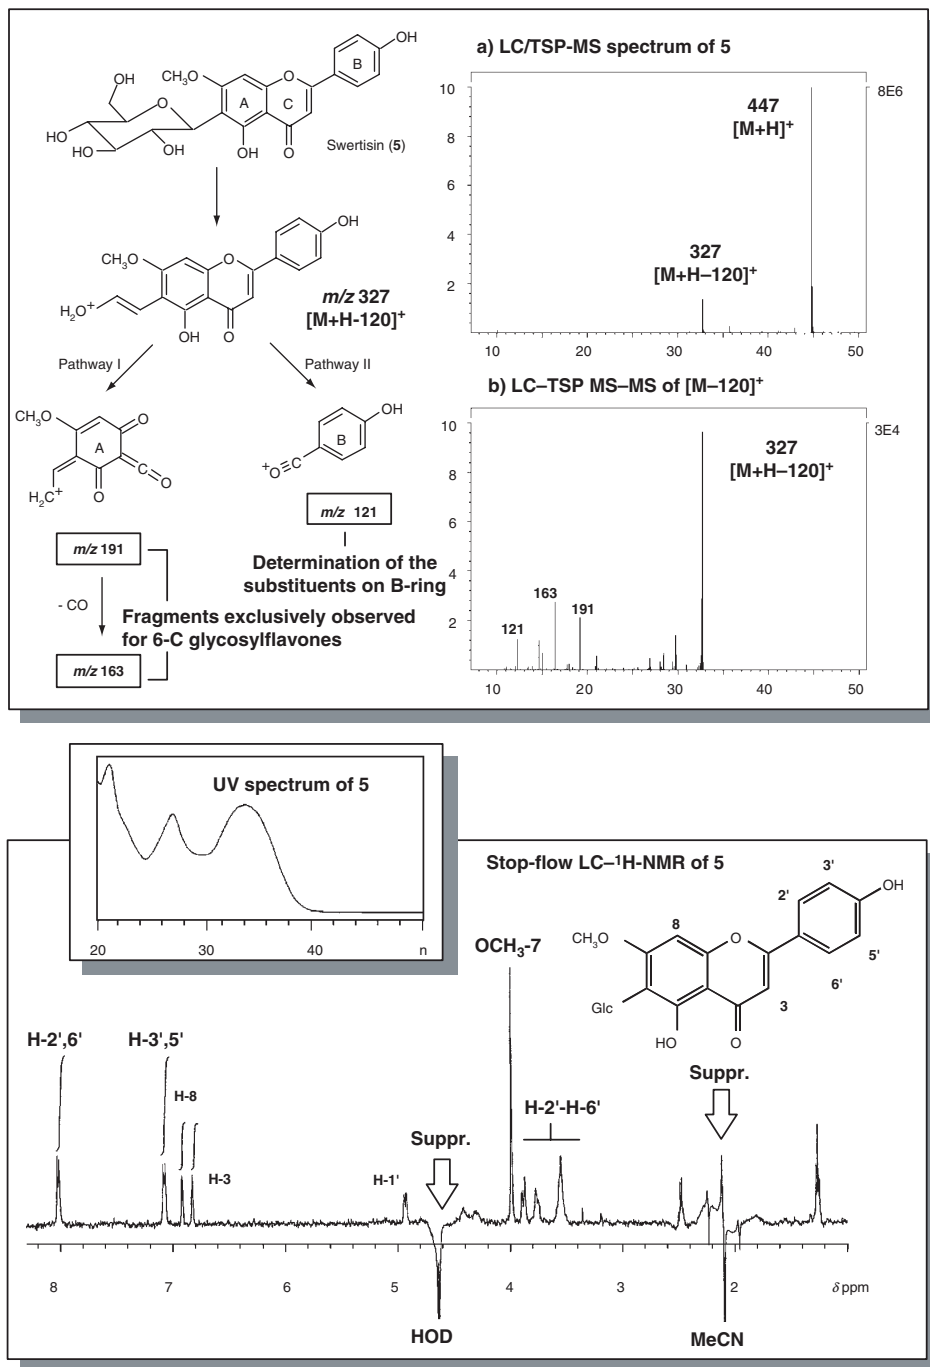 OH
B
CH₃O
O
OH
O
A
C
HO
HO
OH
OH
O
Swertisin (5)
OH
CH₃O
O
H₂O⁺
OH
O
m/z 327
[M+H-120]⁺
Pathway I
Pathway II
CH₃O
O
A
C
O
O
H₂C⁺
OH
B
⁺O≡C
m/z 191
m/z 121
Determination of the
substituents on B-ring
- CO
Fragments exclusively observed
for 6-C glycosylflavones
m/z 163
a) LC/TSP-MS spectrum of 5
10
8
6
4
2
8E6
447
[M+H]⁺
327
[M+H–120]⁺
10 20 30 40 50
b) LC–TSP MS–MS of [M–120]⁺
10
8
6
4
2
3E4
327
[M+H–120]⁺
163
191
121
10 20 30 40 50
UV spectrum of 5
20 30 40 n
Stop-flow LC–¹H-NMR of 5
3'
2'
OH
8
CH₃O
O
5'
6'
Glc
3
HO
O
OCH₃-7
H-2',6'
H-3',5'
H-8
H-3
Suppr.
H-2'-H-6'
Suppr.
H-1'
8 7 6 5 4 3 2 δ ppm
HOD
MeCN